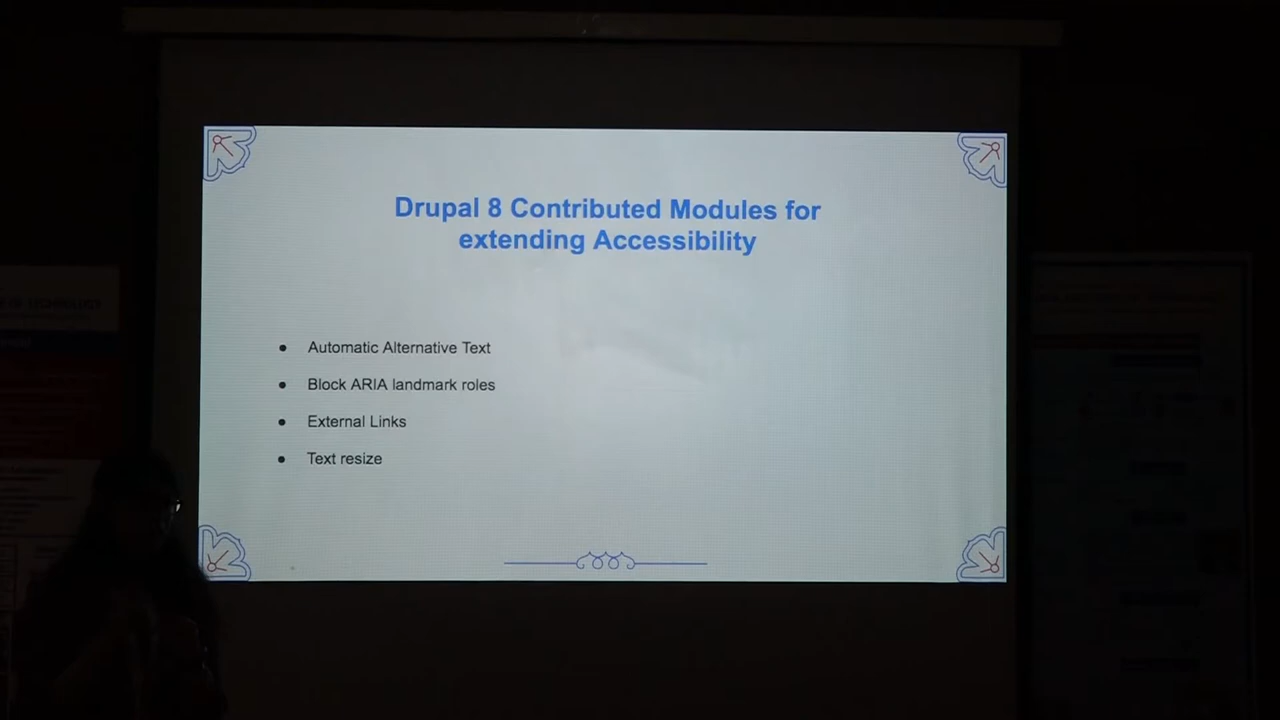 Drupal 8 Contributed Modules for
extending Accessibility
● Automatic Alternative Text
● Block ARIA landmark roles
● External Links
● Text resize